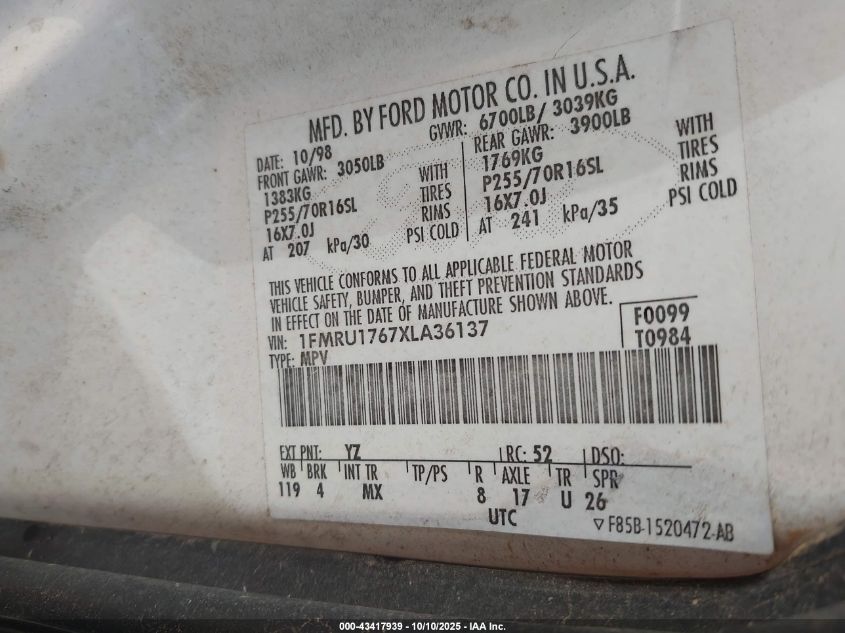 MFD. BY FORD MOTOR CO. IN U.S.A.
DATE: 10/98 GVWR: 6700LB/ 3039KG
FRONT GAWR: 3050LB REAR GAWR: 3900LB
1383KG WITH 1769KG WITH
P255/70R16SL TIRES P255/70R16SL TIRES
16X7.0J RIMS 16X7.0J RIMS
AT 207 kPa/30 PSI COLD AT 241 kPa/35 PSI COLD
THIS VEHICLE CONFORMS TO ALL APPLICABLE FEDERAL MOTOR
VEHICLE SAFETY, BUMPER, AND THEFT PREVENTION STANDARDS
IN EFFECT ON THE DATE OF MANUFACTURE SHOWN ABOVE.
VIN: 1FMRU1767XLA36137 F0099
TYPE: MPV T0984
EXT PNT: YZ RC: 52 DSO:
WB BRK INT TR TP/PS R AXLE TR SPR
119 4 MX 8 17 U 26
UTC ▽F85B-1520472-AB
000-43417939 - 10/10/2025 - IAA Inc.